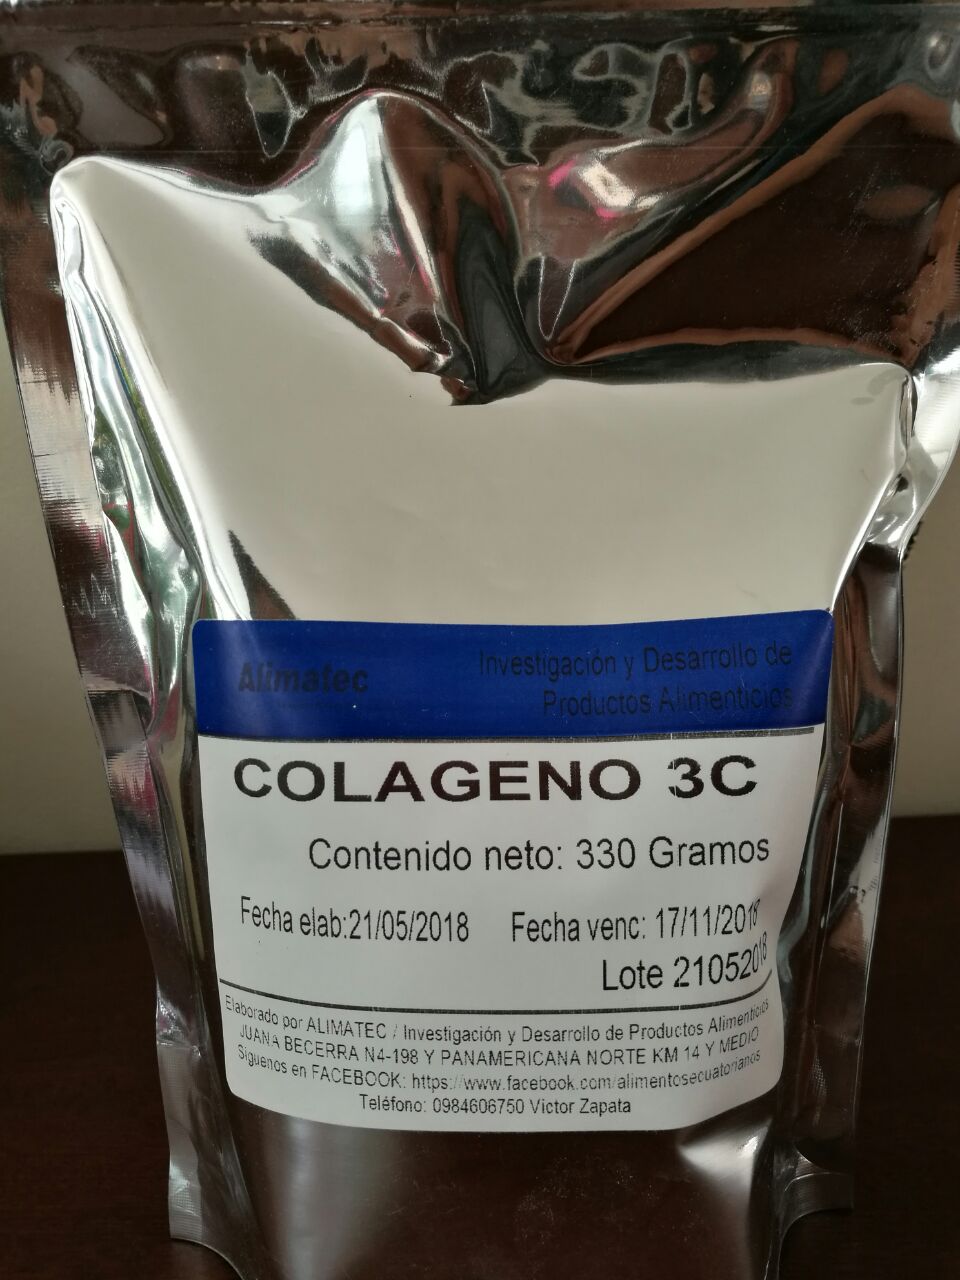 Alimatec
Investigación y Desarrollo de
Productos Alimenticios
COLAGENO 3C
Contenido neto: 330 Gramos
Fecha elab:21/05/2018 Fecha venc: 17/11/2018
Lote 21052018
Elaborado por ALIMATEC / Investigación y Desarrollo de Productos Alimenticios
JUANA BECERRA N4-198 Y PANAMERICANA NORTE KM 14 Y MEDIO
Siguenos en FACEBOOK: https://www.facebook.com/alimentosecuatorianos
Teléfono: 0984606750 Victor Zapata